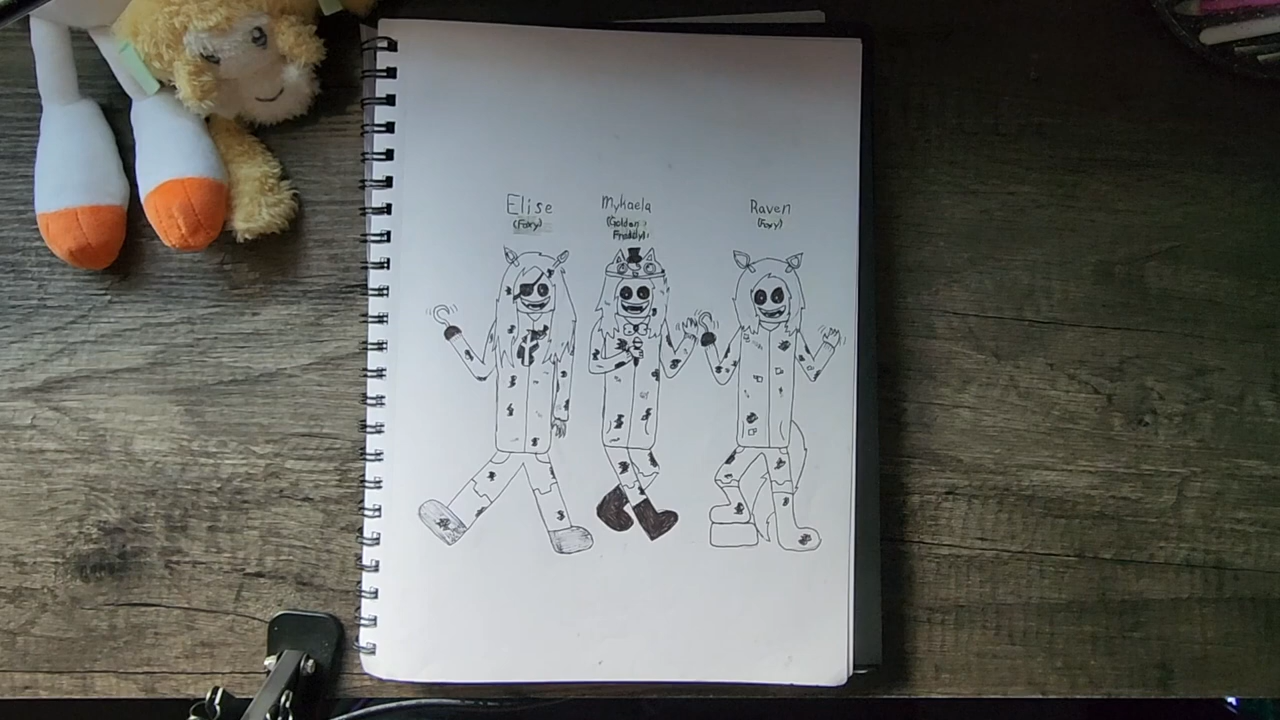 Elise
(Foxy)
Mykaela
(Golden
Freddy)
Raven
(Foxy)